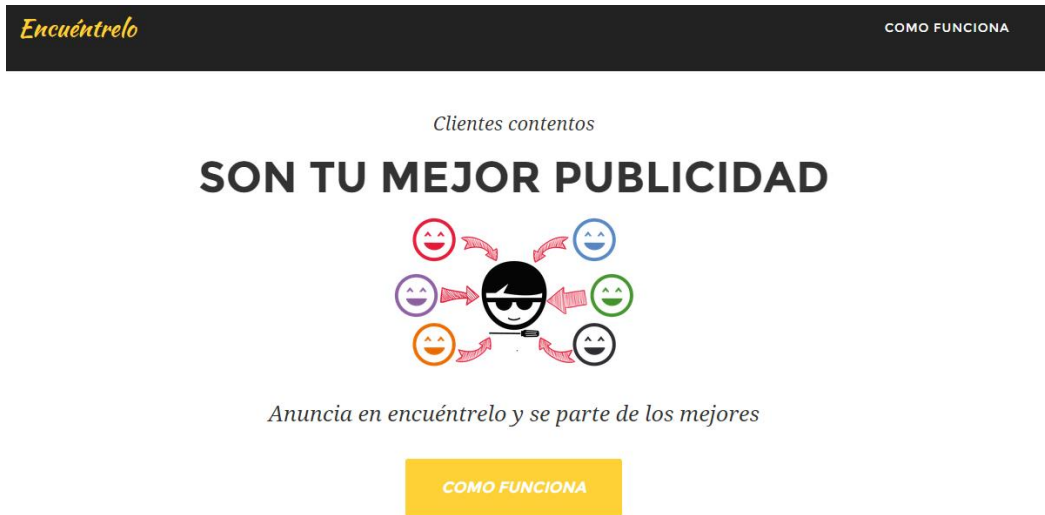 Encuéntrelo
COMO FUNCIONA
Clientes contentos
SON TU MEJOR PUBLICIDAD
Anuncia en encuéntrelo y se parte de los mejores
COMO FUNCIONA